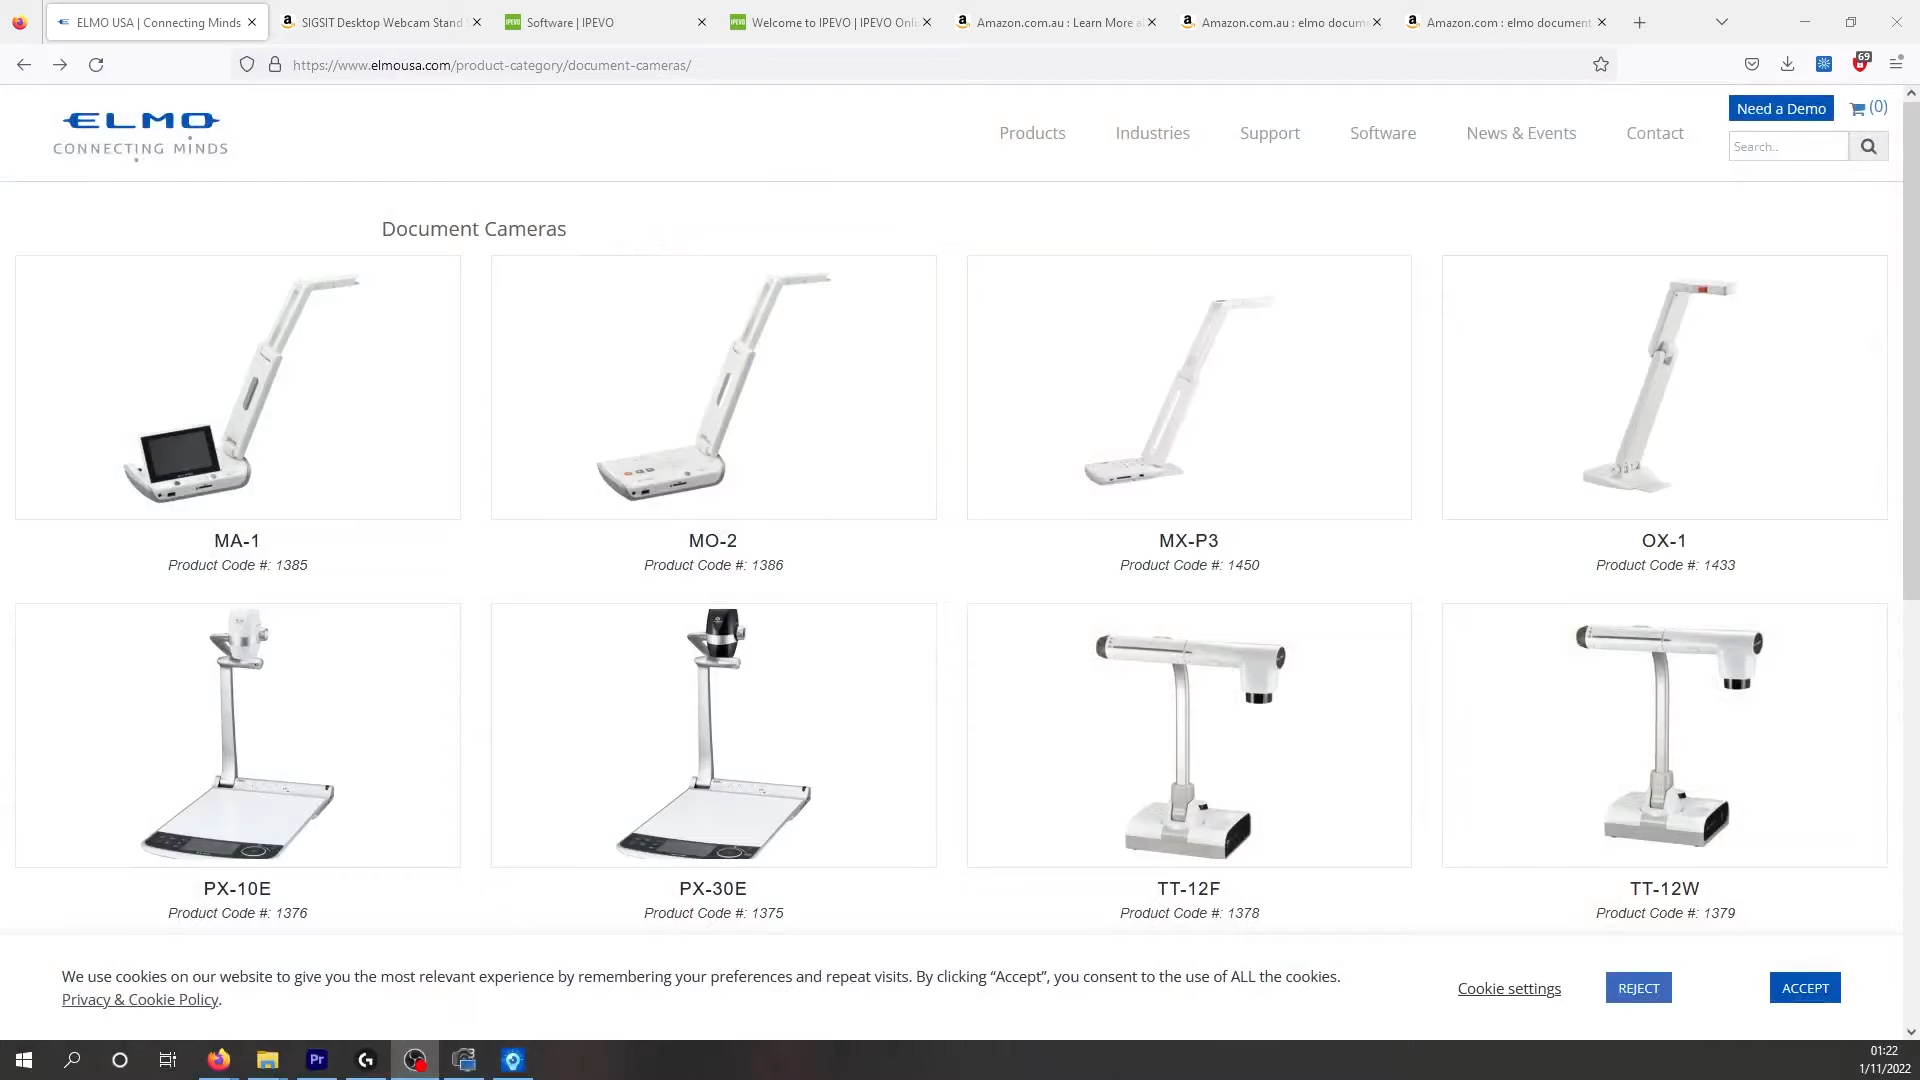 ELMO USA | Connecting Minds
SIGSIT Desktop Webcam Stand
Software | IPEVO
Welcome to IPEVO | IPEVO Onli
Amazon.com.au : Learn More a
Amazon.com.au : elmo docum
Amazon.com : elmo document
https://www.elmousa.com/product-category/document-cameras/
69
ELMO
CONNECTING MINDS
Products
Industries
Support
Software
News & Events
Contact
Need a Demo
(0)
Search..
Document Cameras
MA-1
Product Code #: 1385
MO-2
Product Code #: 1386
MX-P3
Product Code #: 1450
OX-1
Product Code #: 1433
PX-10E
Product Code #: 1376
PX-30E
Product Code #: 1375
TT-12F
Product Code #: 1378
TT-12W
Product Code #: 1379
We use cookies on our website to give you the most relevant experience by remembering your preferences and repeat visits. By clicking “Accept”, you consent to the use of ALL the cookies.
Privacy & Cookie Policy.
Cookie settings
REJECT
ACCEPT
Pr
01:22
1/11/2022